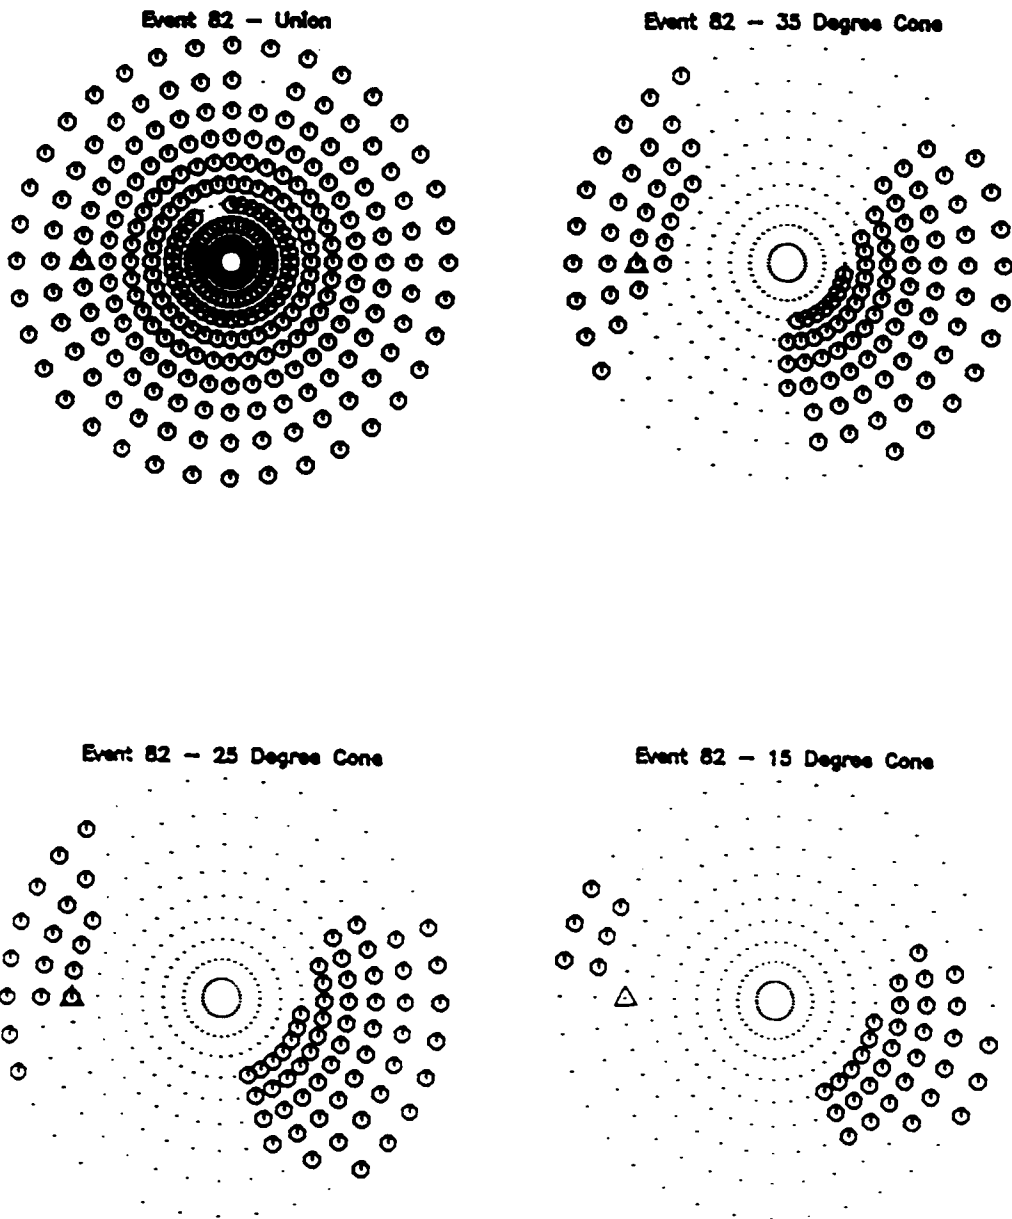 Event 82 - Union
Event 82 - 35 Degree Cone
Event 82 - 25 Degree Cone
Event 82 - 15 Degree Cone